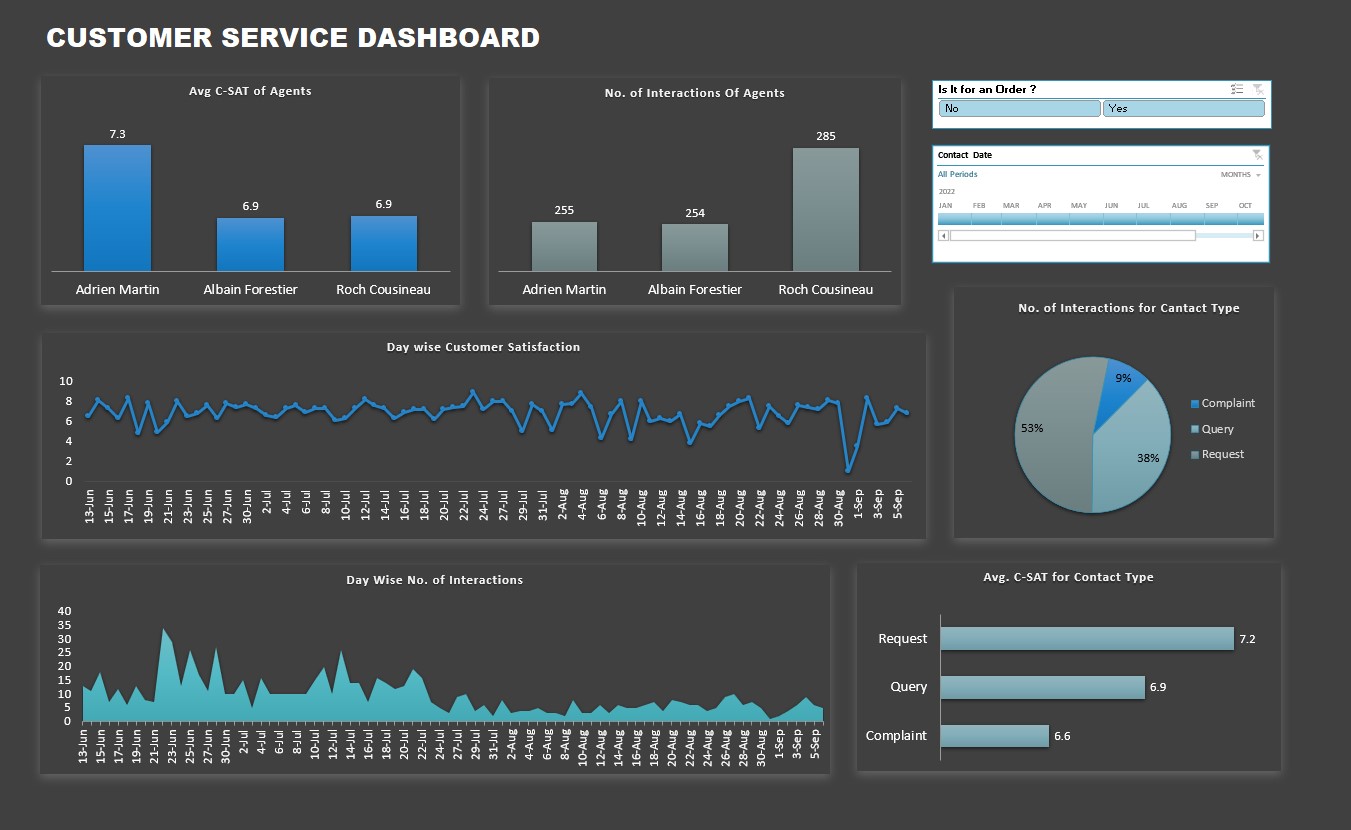 CUSTOMER SERVICE DASHBOARD
Avg C-SAT of Agents
7.3
6.9
6.9
Adrien Martin
Albain Forestier
Roch Cousineau
No. of Interactions Of Agents
255
254
285
Adrien Martin
Albain Forestier
Roch Cousineau
Is It for an Order ?
No
Yes
Contact Date
All Periods
MONTHS
2022
JAN
FEB
MAR
APR
MAY
JUN
JUL
AUG
SEP
OCT
Day wise Customer Satisfaction
10
8
6
4
2
0
13-Jun
15-Jun
17-Jun
19-Jun
21-Jun
23-Jun
25-Jun
27-Jun
30-Jun
2-Jul
4-Jul
6-Jul
8-Jul
10-Jul
12-Jul
14-Jul
16-Jul
18-Jul
20-Jul
22-Jul
24-Jul
27-Jul
29-Jul
31-Jul
2-Aug
4-Aug
6-Aug
8-Aug
10-Aug
12-Aug
14-Aug
16-Aug
18-Aug
20-Aug
22-Aug
24-Aug
26-Aug
28-Aug
30-Aug
1-Sep
3-Sep
5-Sep
No. of Interactions for Cantact Type
9%
38%
53%
Complaint
Query
Request
Day Wise No. of Interactions
40
35
30
25
20
15
10
5
0
13-Jun
15-Jun
17-Jun
19-Jun
21-Jun
23-Jun
25-Jun
27-Jun
30-Jun
2-Jul
4-Jul
6-Jul
8-Jul
10-Jul
12-Jul
14-Jul
16-Jul
18-Jul
20-Jul
22-Jul
24-Jul
27-Jul
29-Jul
31-Jul
2-Aug
4-Aug
6-Aug
8-Aug
10-Aug
12-Aug
14-Aug
16-Aug
18-Aug
20-Aug
22-Aug
24-Aug
26-Aug
28-Aug
30-Aug
1-Sep
3-Sep
5-Sep
Avg. C-SAT for Contact Type
Request
7.2
Query
6.9
Complaint
6.6